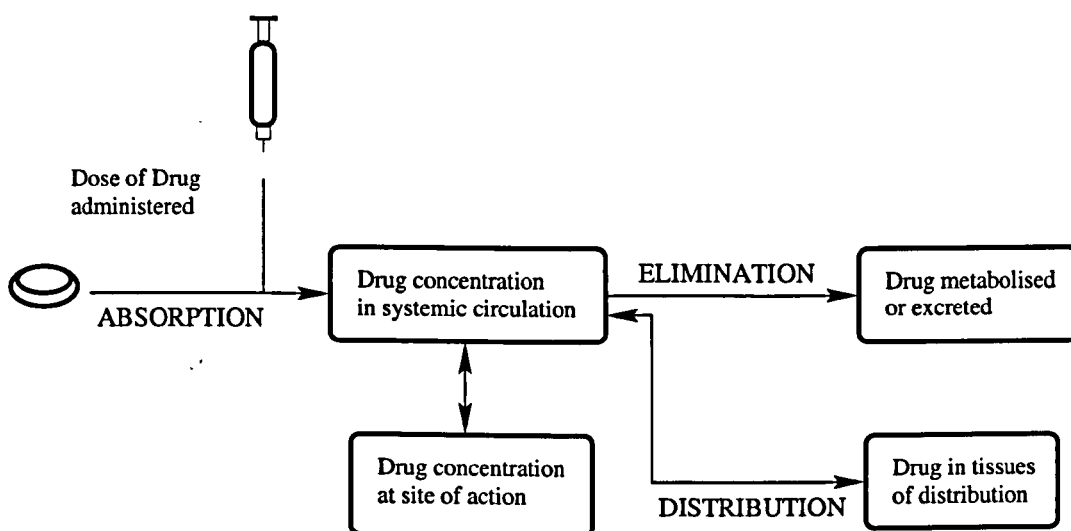 Dose of Drug
administered
ABSORPTION
Drug concentration
in systemic circulation
ELIMINATION
Drug metabolised
or excreted
Drug concentration
at site of action
DISTRIBUTION
Drug in tissues
of distribution